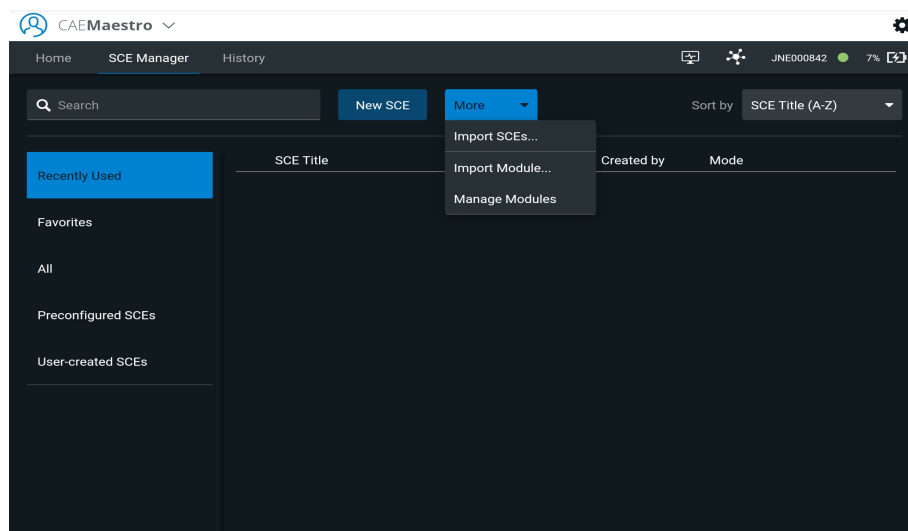 CAEMaestro
Home SCE Manager History JNE000842 7%
Search New SCE More Sort by SCE Title (A-Z)
Import SCEs...
SCE Title Created by Mode
Import Module...
Recently Used
Manage Modules
Favorites
All
Preconfigured SCEs
User-created SCEs